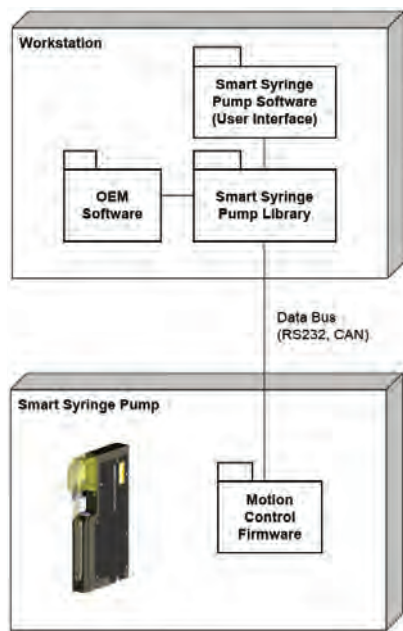 Workstation
Smart Syringe
Pump Software
(User Interface)
OEM
Software
Smart Syringe
Pump Library
Data Bus
(RS232, CAN)
Smart Syringe Pump
Motion
Control
Firmware